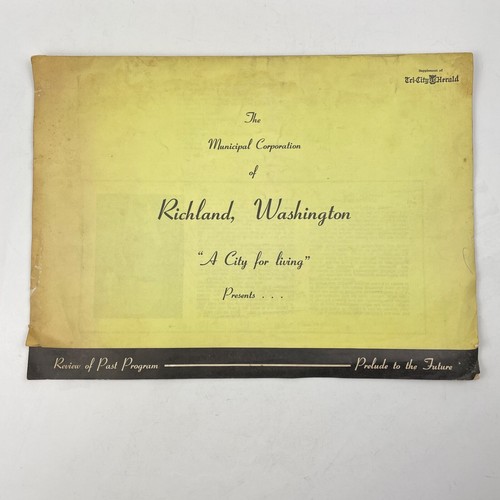 Tri-City Herald
The
Municipal Corporation
of
Richland, Washington
"A City for living"
Presents . . .
Review of Past Program Prelude to the Future